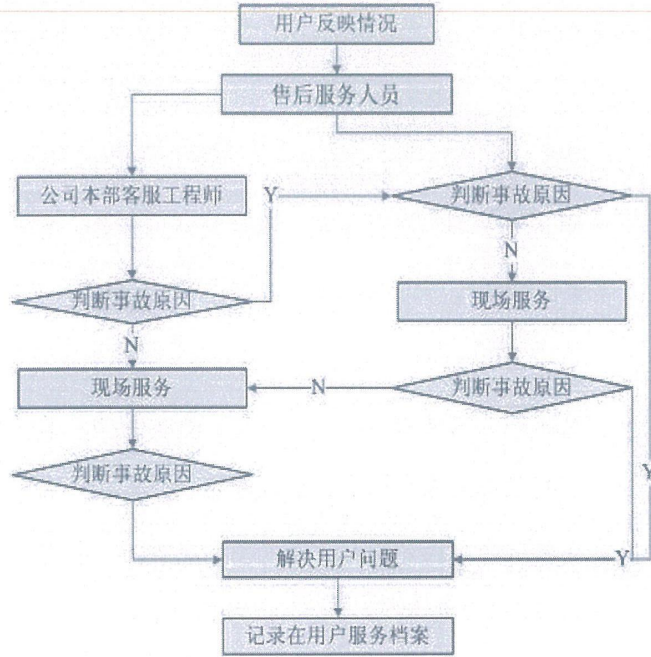 用户反映情况
售后服务人员
公司本部客服工程师
Y
判断事故原因
N
判断事故原因
现场服务
N
现场服务
N
判断事故原因
判断事故原因
Y
解决用户问题
Y
记录在用户服务档案